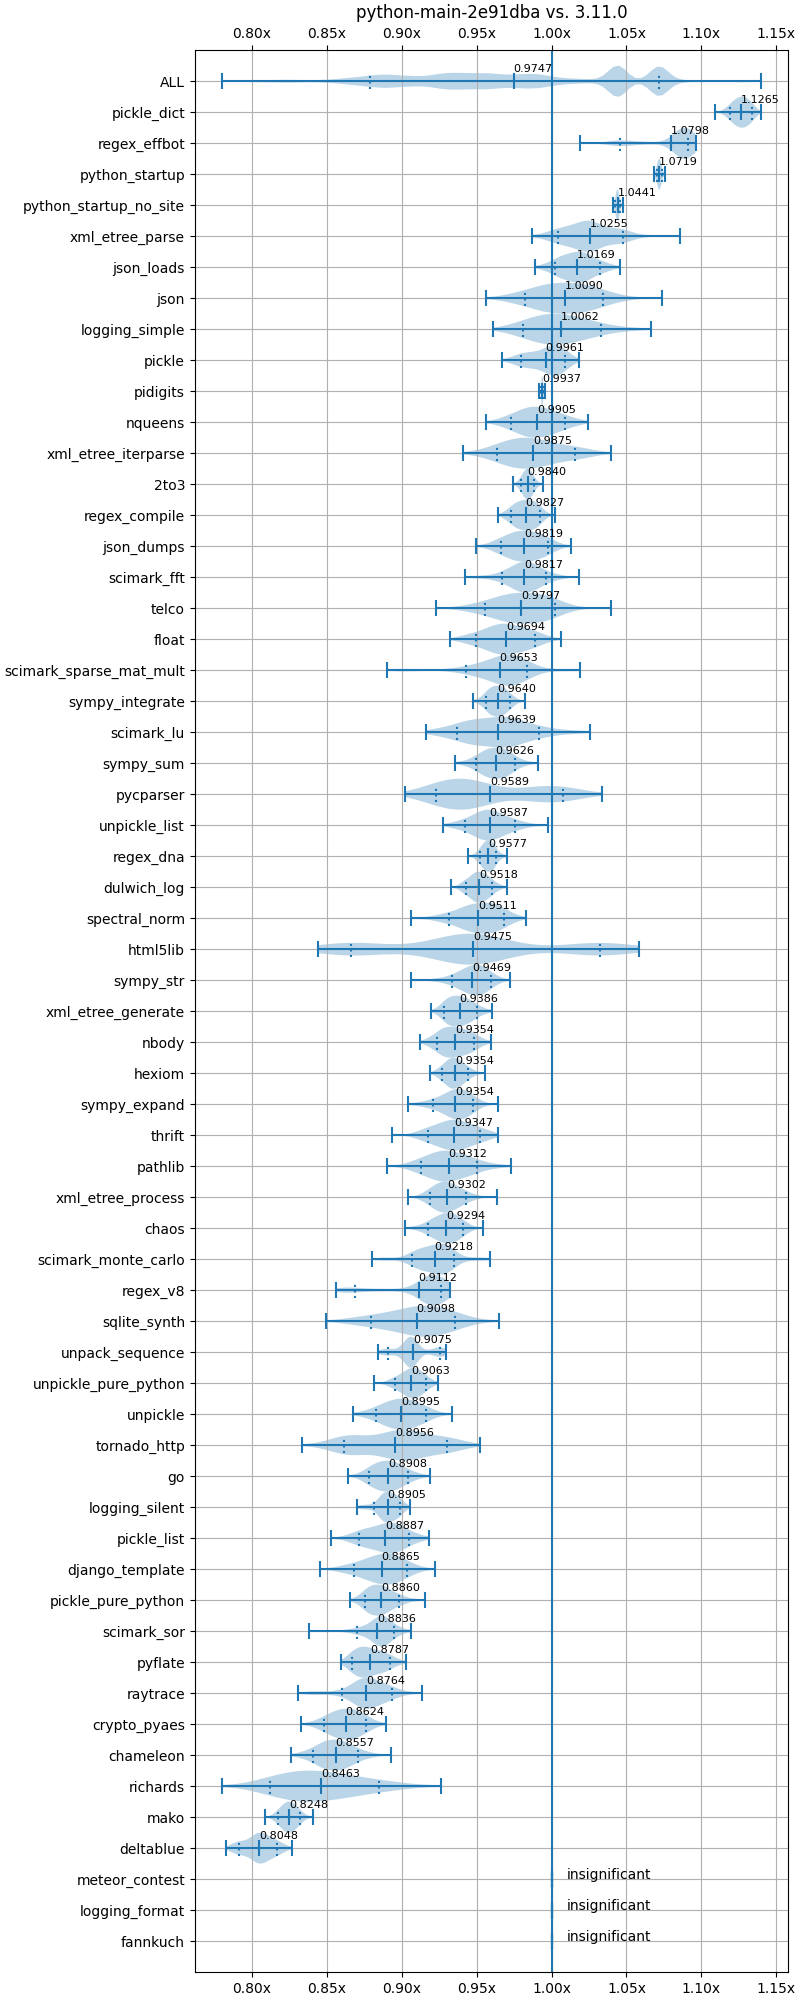 python-main-2e91dba vs. 3.11.0
0.80x 0.85x 0.90x 0.95x 1.00x 1.05x 1.10x 1.15x
ALL 0.9747
pickle_dict 1.1265
regex_effbot 1.0798
python_startup 1.0719
python_startup_no_site 1.0441
xml_etree_parse 1.0255
json_loads 1.0169
json 1.0090
logging_simple 1.0062
pickle 0.9961
pidigits 0.9937
nqueens 0.9905
xml_etree_iterparse 0.9875
2to3 0.9840
regex_compile 0.9827
json_dumps 0.9819
scimark_fft 0.9817
telco 0.9797
float 0.9694
scimark_sparse_mat_mult 0.9653
sympy_integrate 0.9640
scimark_lu 0.9639
sympy_sum 0.9626
pycparser 0.9589
unpickle_list 0.9587
regex_dna 0.9577
dulwich_log 0.9518
spectral_norm 0.9511
html5lib 0.9475
sympy_str 0.9469
xml_etree_generate 0.9386
nbody 0.9354
hexiom 0.9354
sympy_expand 0.9354
thrift 0.9347
pathlib 0.9312
xml_etree_process 0.9302
chaos 0.9294
scimark_monte_carlo 0.9218
regex_v8 0.9112
sqlite_synth 0.9098
unpack_sequence 0.9075
unpickle_pure_python 0.9063
unpickle 0.8995
tornado_http 0.8956
go 0.8908
logging_silent 0.8905
pickle_list 0.8887
django_template 0.8865
pickle_pure_python 0.8860
scimark_sor 0.8836
pyflate 0.8787
raytrace 0.8764
crypto_pyaes 0.8624
chameleon 0.8557
richards 0.8463
mako 0.8248
deltablue 0.8048
meteor_contest insignificant
logging_format insignificant
fannkuch insignificant
0.80x 0.85x 0.90x 0.95x 1.00x 1.05x 1.10x 1.15x